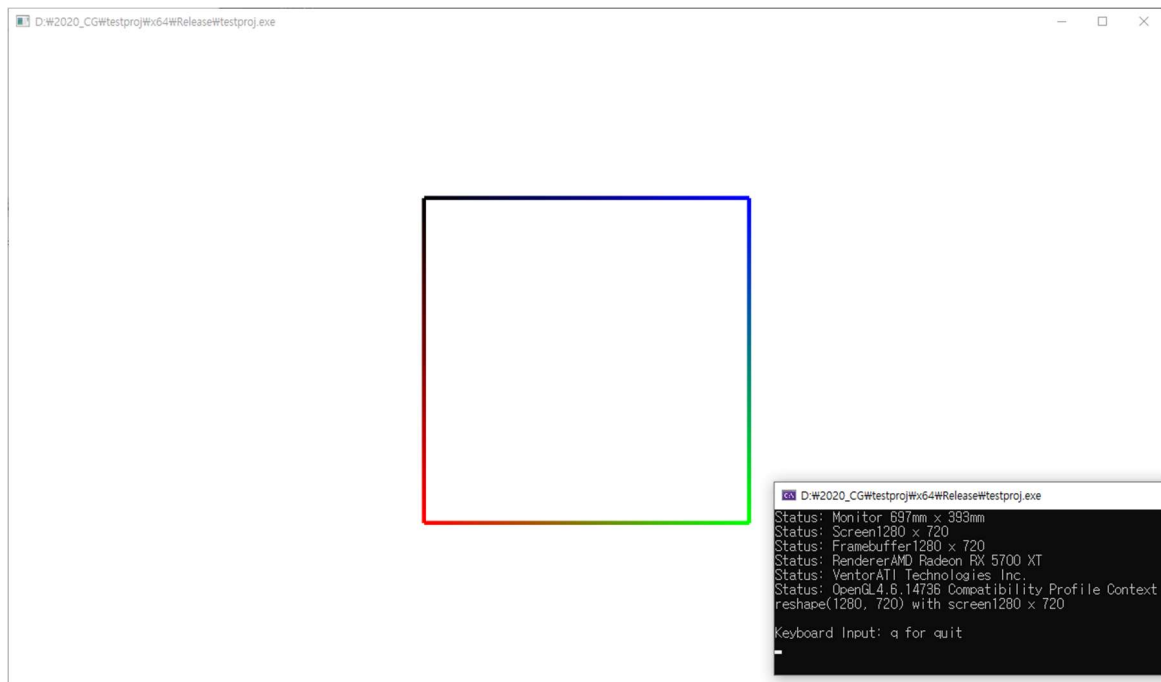 D:₩2020_CG₩testproj₩x64₩Release₩testproj.exe
D:₩2020_CG₩testproj₩x64₩Release₩testproj.exe
Status: Monitor 697mm x 393mm
Status: Screen1280 x 720
Status: Framebuffer1280 x 720
Status: RendererAMD Radeon RX 5700 XT
Status: VentorATI Technologies Inc.
Status: OpenGL4.6.14736 Compatibility Profile Context
reshape(1280, 720) with screen1280 x 720
Keyboard Input: q for quit